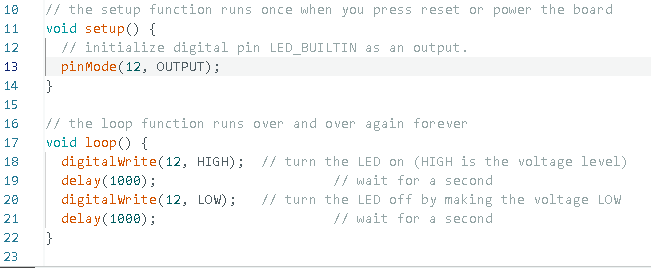 10 // the setup function runs once when you press reset or power the board
11 void setup() {
12 // initialize digital pin LED_BUILTIN as an output.
13 pinMode(12, OUTPUT);
14 }
15
16 // the loop function runs over and over again forever
17 void loop() {
18 digitalWrite(12, HIGH); // turn the LED on (HIGH is the voltage level)
19 delay(1000); // wait for a second
20 digitalWrite(12, LOW); // turn the LED off by making the voltage LOW
21 delay(1000); // wait for a second
22 }
23